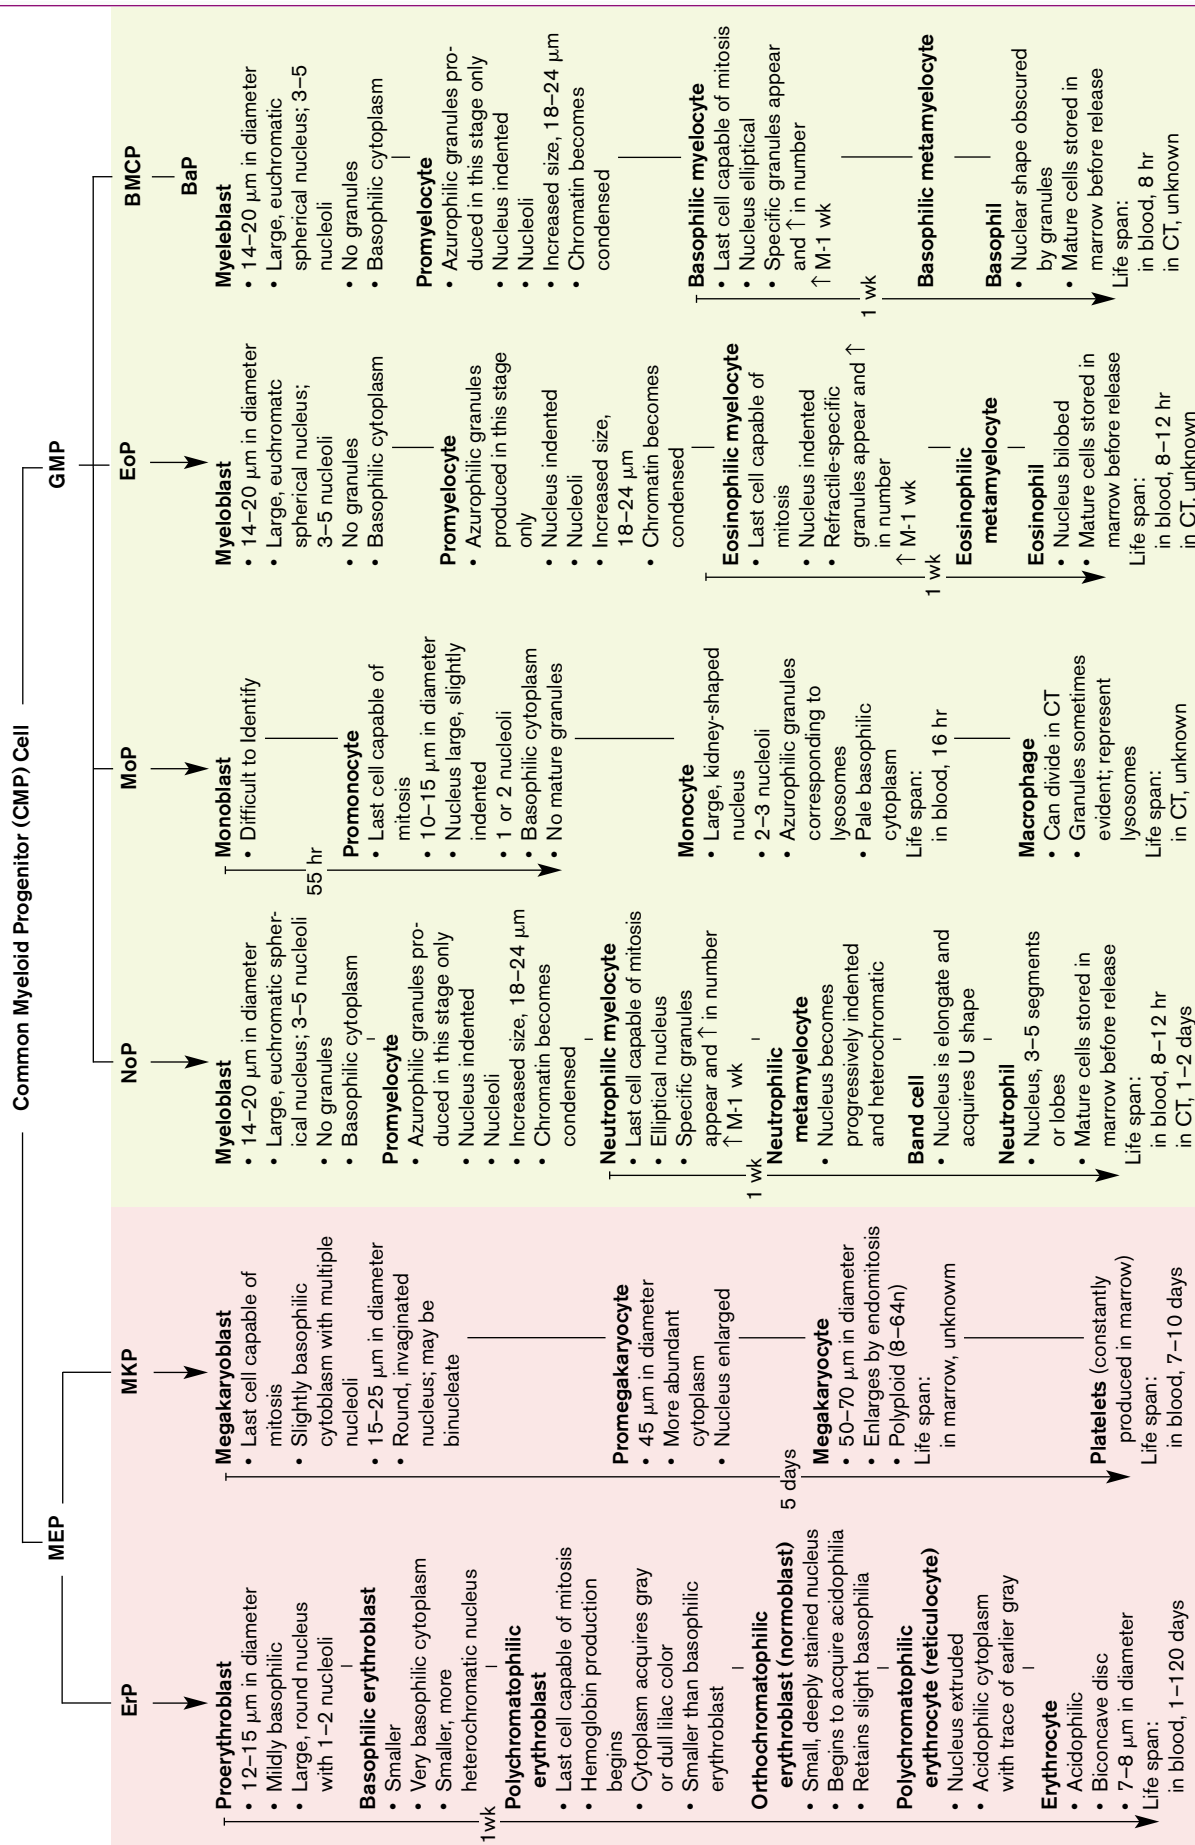 Common Myeloid Progenitor (CMP) Cell
MEP
GMP
ErP
MKP
NoP
MoP
EoP
BMCP
BaP
Proerythroblast
• 12–15 μm in diameter
• Mildly basophilic
• Large, round nucleus
with 1–2 nucleoli
Basophilic erythroblast
• Smaller
• Very basophilic cytoplasm
• Smaller, more
heterochromatic nucleus
Polychromatophilic
erythroblast
• Last cell capable of mitosis
• Hemoglobin production
begins
• Cytoplasm acquires gray
or dull lilac color
• Smaller than basophilic
erythroblast
Orthochromatophilic
erythroblast (normoblast)
• Small, deeply stained nucleus
• Begins to acquire acidophilia
• Retains slight basophilia
Polychromatophilic
erythrocyte (reticulocyte)
• Nucleus extruded
• Acidophilic cytoplasm
with trace of earlier gray
Erythrocyte
• Acidophilic
• Biconcave disc
• 7–8 μm in diameter
Life span:
in blood, 1–120 days
1wk
Megakaryoblast
• Last cell capable of
mitosis
• Slightly basophilic
cytoblasm with multiple
nucleoli
• 15–25 μm in diameter
• Round, invaginated
nucleus; may be
binucleate
Promegakaryocyte
• 45 μm in diameter
• More abundant
cytoplasm
• Nucleus enlarged
Megakaryocyte
• 50–70 μm in diameter
• Enlarges by endomitosis
• Polyploid (8–64n)
Life span:
in marrow, unknowm
Platelets (constantly
produced in marrow)
Life span:
in blood, 7–10 days
5 days
Myeloblast
• 14–20 μm in diameter
• Large, euchromatic spher-
ical nucleus; 3–5 nucleoli
• No granules
• Basophilic cytoplasm
Promyelocyte
• Azurophilic granules pro-
duced in this stage only
• Nucleus indented
• Nucleoli
• Increased size, 18–24 μm
• Chromatin becomes
condensed
Neutrophilc myelocyte
• Last cell capable of mitosis
• Elliptical nucleus
• Specific granules
appear and ↑ in number
↑ M-1 wk
Neutrophilic
metamyelocyte
• Nucleus becomes
progressively indented
and heterochromatic
Band cell
• Nucleus is elongate and
acquires U shape
Neutrophil
• Nucleus, 3–5 segments
or lobes
• Mature cells stored in
marrow before release
Life span:
in blood, 8–12 hr
in CT, 1–2 days
1 wk
Monoblast
• Difficult to Identify
Promonocyte
• Last cell capable of
mitosis
• 10–15 μm in diameter
• Nucleus large, slightly
indented
• 1 or 2 nucleoli
• Basophilic cytoplasm
• No mature granules
55 hr
Monocyte
• Large, kidney-shaped
nucleus
• 2–3 nucleoli
• Azurophilic granules
corresponding to
lysosomes
• Pale basophilic
cytoplasm
Life span:
in blood, 16 hr
Macrophage
• Can divide in CT
• Granules sometimes
evident; represent
lysosomes
Life span:
in CT, unknown
Myeloblast
• 14–20 μm in diameter
• Large, euchromatc
spherical nucleus;
3–5 nucleoli
• No granules
• Basophilic cytoplasm
Promyelocyte
• Azurophilic granules
produced in this stage
only
• Nucleus indented
• Nucleoli
• Increased size,
18–24 μm
• Chromatin becomes
condensed
Eosinophilic myelocyte
• Last cell capable of
mitosis
• Nucleus indented
• Refractile-specific
granules appear and ↑
in number
↑ M-1 wk
Eosinophilic
metamyelocyte
Eosinophil
• Nucleus bilobed
• Mature cells stored in
marrow before release
Life span:
in blood, 8–12 hr
in CT, unknown
1 wk
Myeleblast
• 14–20 μm in diameter
• Large, euchromatic
spherical nucleus; 3–5
nucleoli
• No granules
• Basophilic cytoplasm
Promyelocyte
• Azurophilic granules pro-
duced in this stage only
• Nucleus indented
• Nucleoli
• Increased size, 18–24 μm
• Chromatin becomes
condensed
Basophilic myelocyte
• Last cell capable of mitosis
• Nucleus elliptical
• Specific granules appear
and ↑ in number
↑ M-1 wk
Basophilic metamyelocyte
Basophil
• Nuclear shape obscured
by granules
• Mature cells stored in
marrow before release
Life span:
in blood, 8 hr
in CT, unknown
1 wk